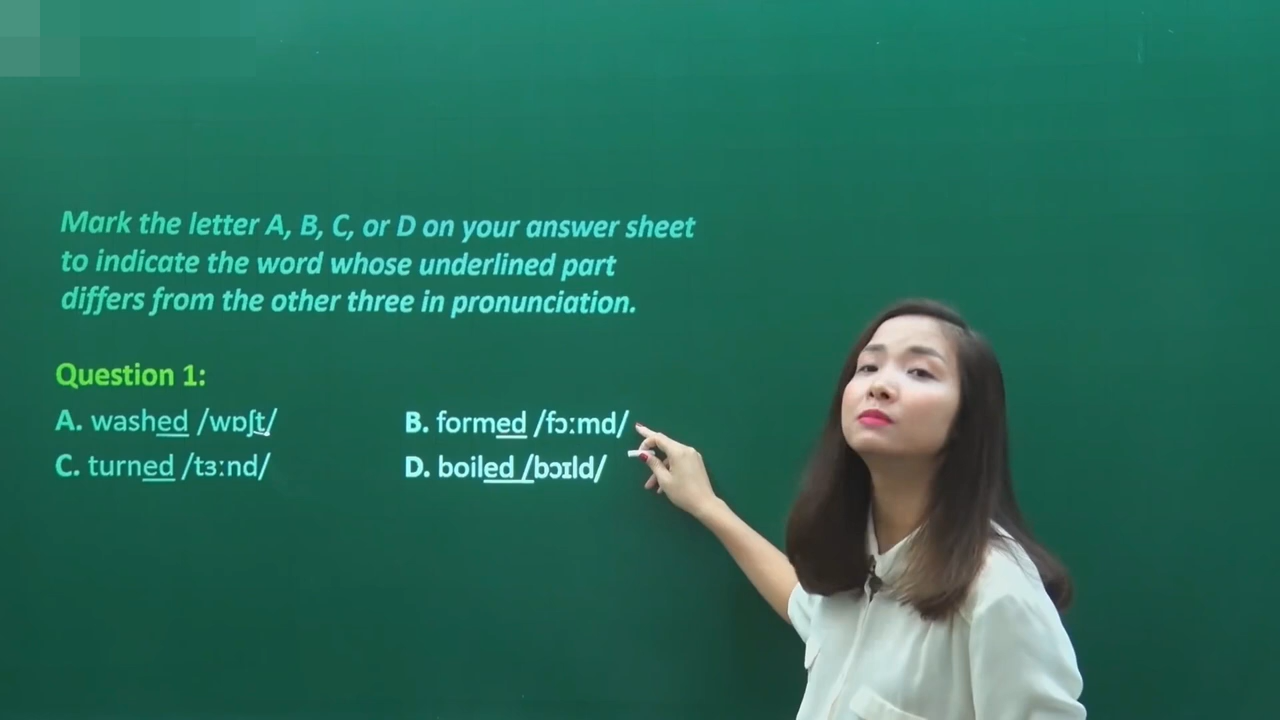 Mark the letter A, B, C, or D on your answer sheet
to indicate the word whose underlined part
differs from the other three in pronunciation.
Question 1:
A. washed /wɒʃt/ B. formed /fɔːmd/
C. turned /tɜːnd/ D. boiled /bɔɪld/